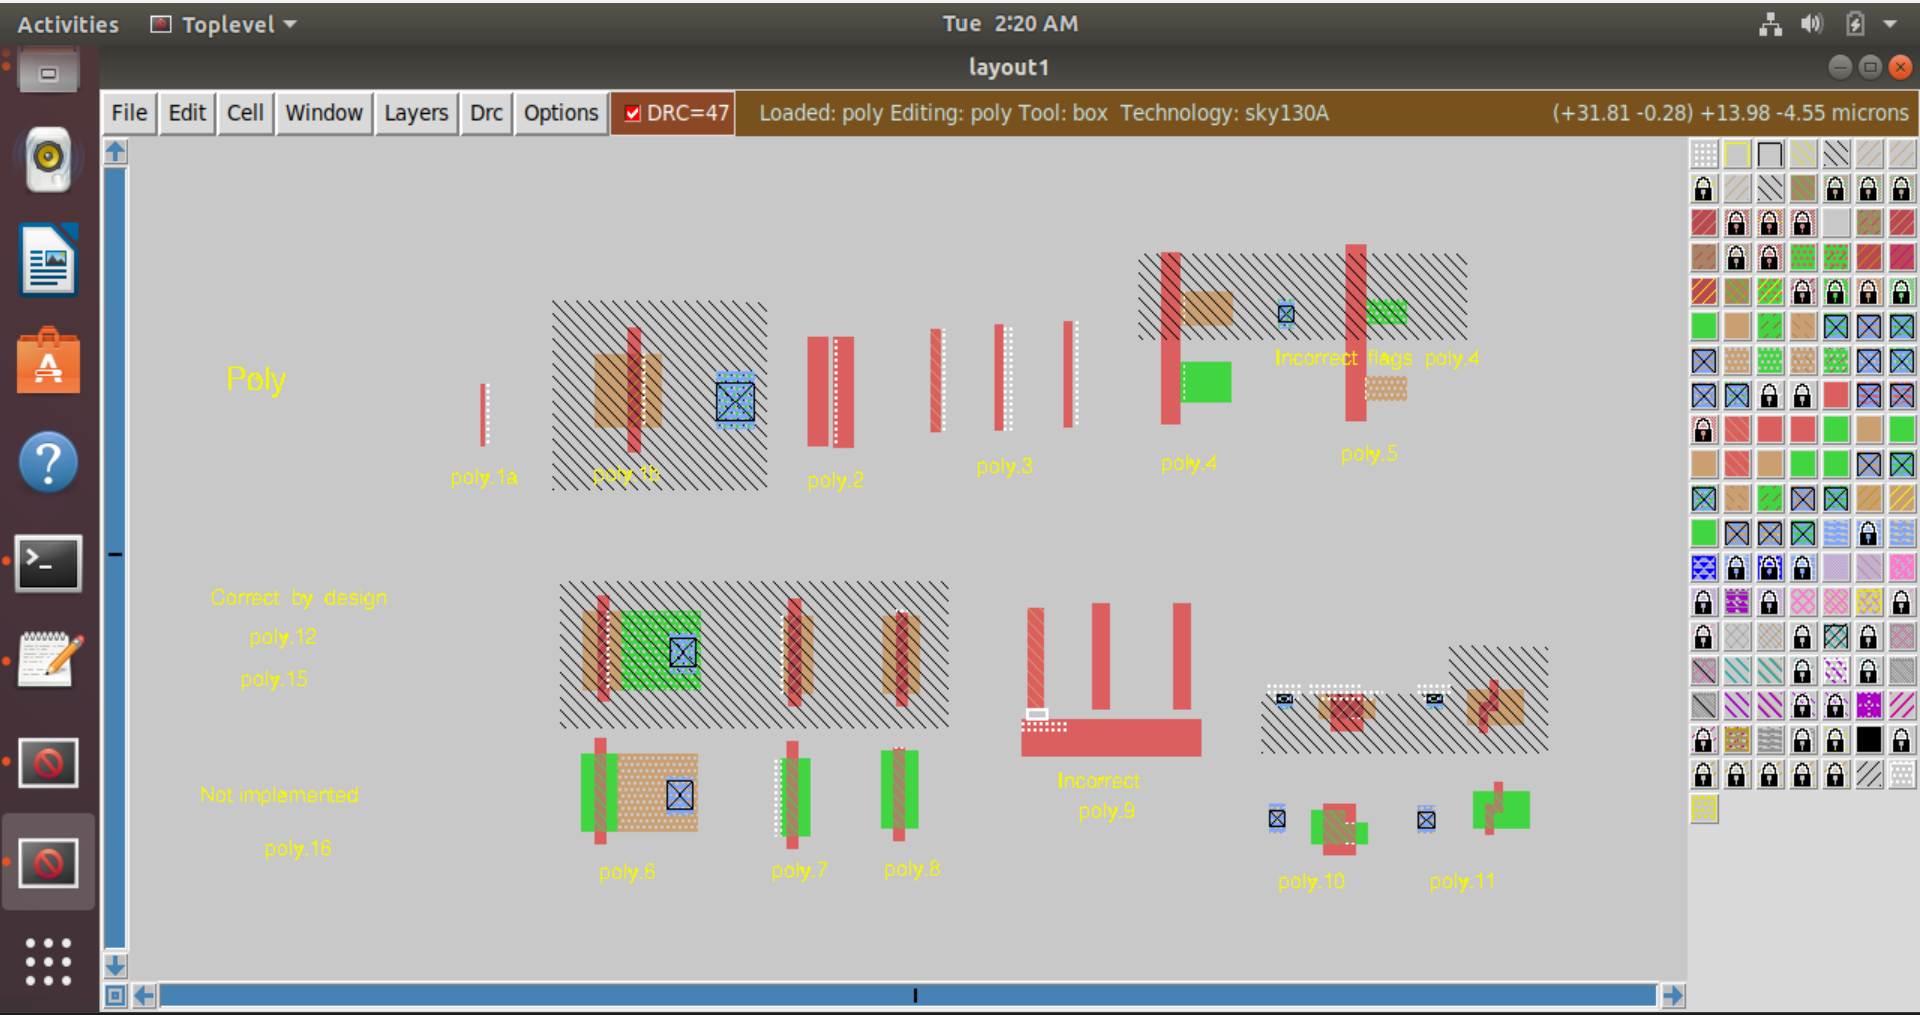 Activities Toplevel Tue 2:20 AM
layout1
File Edit Cell Window Layers Drc Options DRC=47 Loaded: poly Editing: poly Tool: box Technology: sky130A (+31.81 -0.28) +13.98 -4.55 microns
Incorrect flags poly.4
Poly
poly.1a
poly.1b
poly.2
poly.3
poly.4
poly.5
Correct by design
poly.12
poly.15
Not implemented
poly.16
poly.6
poly.7
poly.8
Incorrect
poly.9
poly.10
poly.11